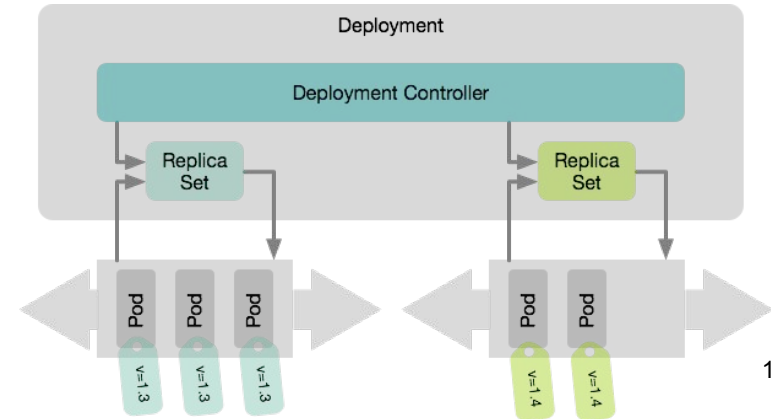 Deployment
Deployment Controller
Replica
Set
Replica
Set
Pod
Pod
Pod
Pod
Pod
v=1.3
v=1.3
v=1.3
v=1.4
v=1.4
1